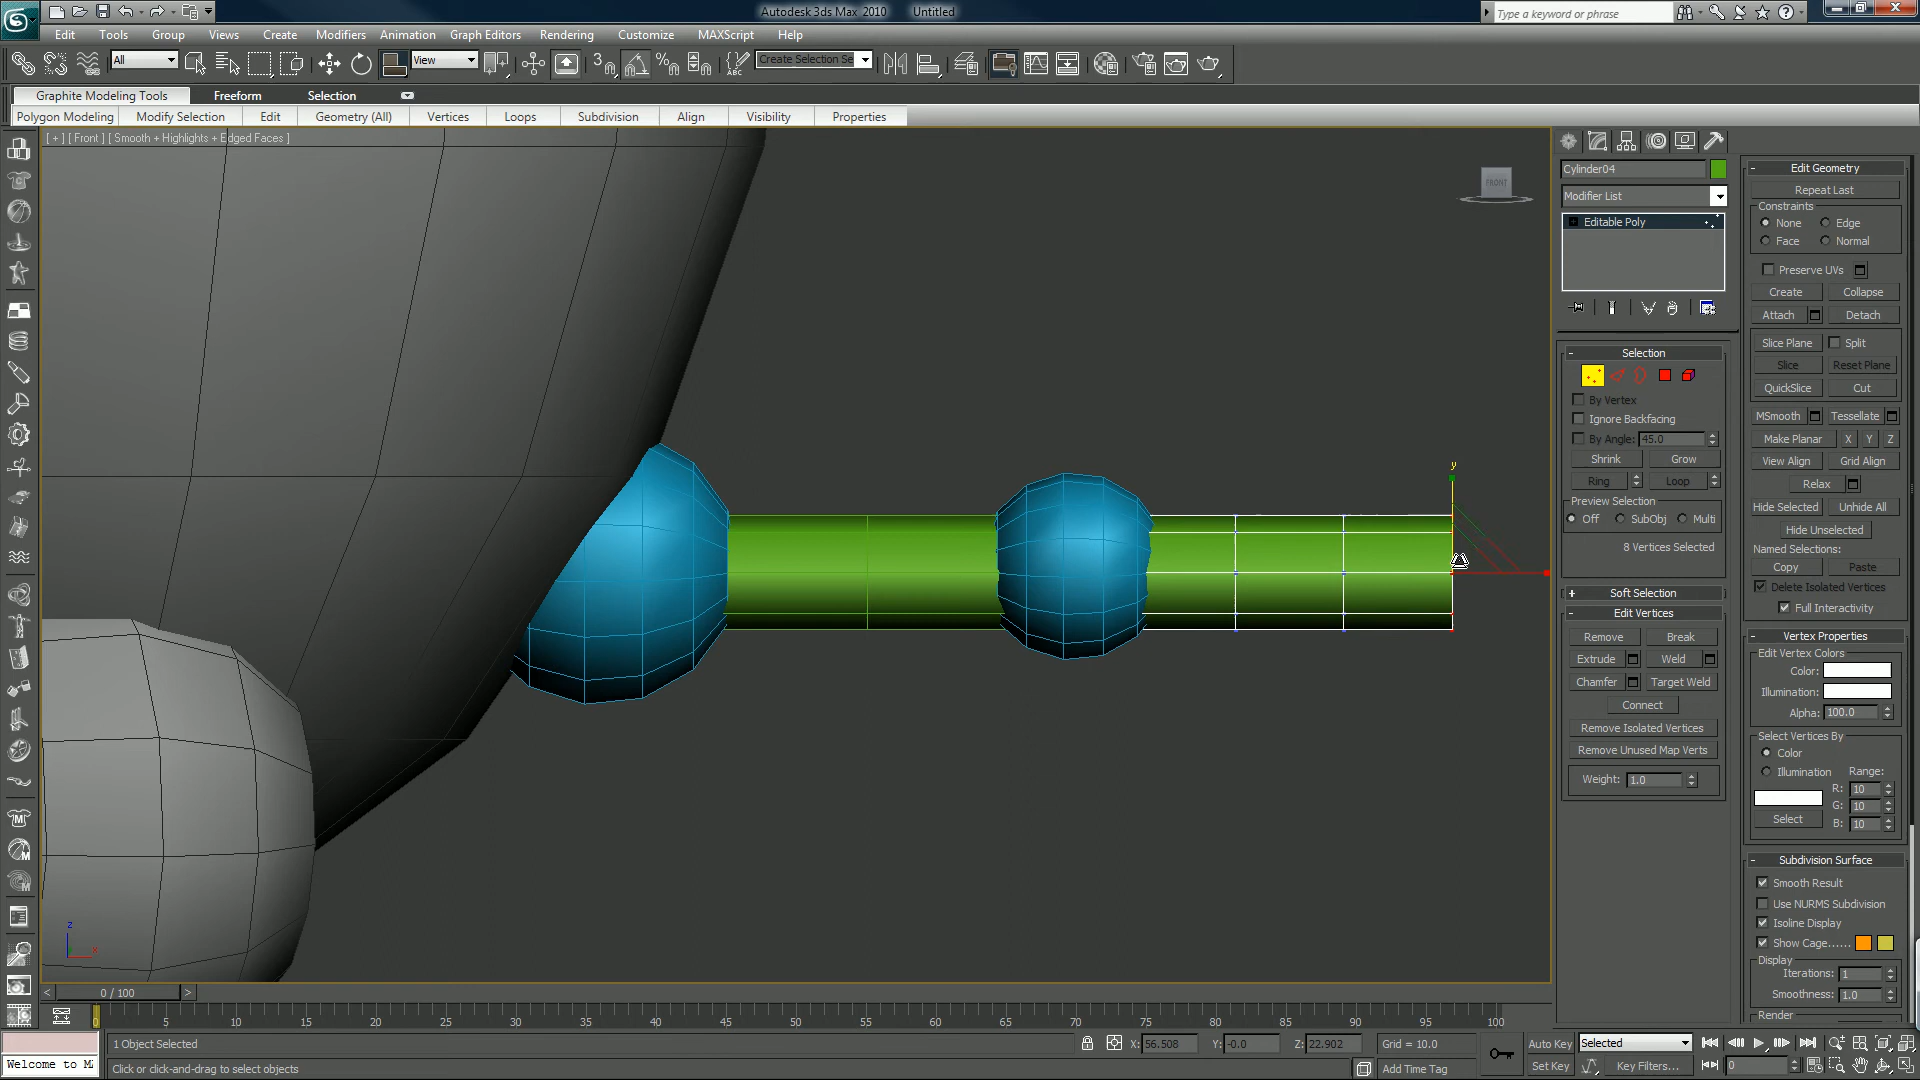 Autodesk 3ds Max 2010 Untitled
Type a keyword or phrase
Edit Tools Group Views Create Modifiers Animation Graph Editors Rendering Customize MAXScript Help
All View 3 ABC Create Selection Se
Graphite Modeling Tools Freeform Selection
Polygon Modeling Modify Selection Edit Geometry (All) Vertices Loops Subdivision Align Visibility Properties
[ + ] [ Front ] [ Smooth + Highlights + Edged Faces ]
FRONT
y
z
x
Cylinder04
Modifier List
Editable Poly
Selection
By Vertex
Ignore Backfacing
By Angle: 45.0
Shrink Grow
Ring Loop
Preview Selection
Off SubObj Multi
8 Vertices Selected
Soft Selection
Edit Vertices
Remove Break
Extrude Weld
Chamfer Target Weld
Connect
Remove Isolated Vertices
Remove Unused Map Verts
Weight: 1.0
Edit Geometry
Repeat Last
Constraints
None Edge
Face Normal
Preserve UVs
Create Collapse
Attach Detach
Slice Plane Split
Slice Reset Plane
QuickSlice Cut
MSmooth Tessellate
Make Planar X Y Z
View Align Grid Align
Relax
Hide Selected Unhide All
Hide Unselected
Named Selections:
Copy Paste
Delete Isolated Vertices
Full Interactivity
Vertex Properties
Edit Vertex Colors
Color:
Illumination:
Alpha: 100.0
Select Vertices By
Color
Illumination Range:
R: 10
G: 10
Select B: 10
Subdivision Surface
Smooth Result
Use NURMS Subdivision
Isoline Display
Show Cage......
Display
Iterations: 1
Smoothness: 1.0
Render
< 0 / 100 >
0 5 10 15 20 25 30 35 40 45 50 55 60 65 70 75 80 85 90 95 100
1 Object Selected X: 56.508 Y: -0.0 Z: 22.902 Grid = 10.0 Auto Key Selected
Welcome to M Click or click-and-drag to select objects Add Time Tag Set Key Key Filters... 0